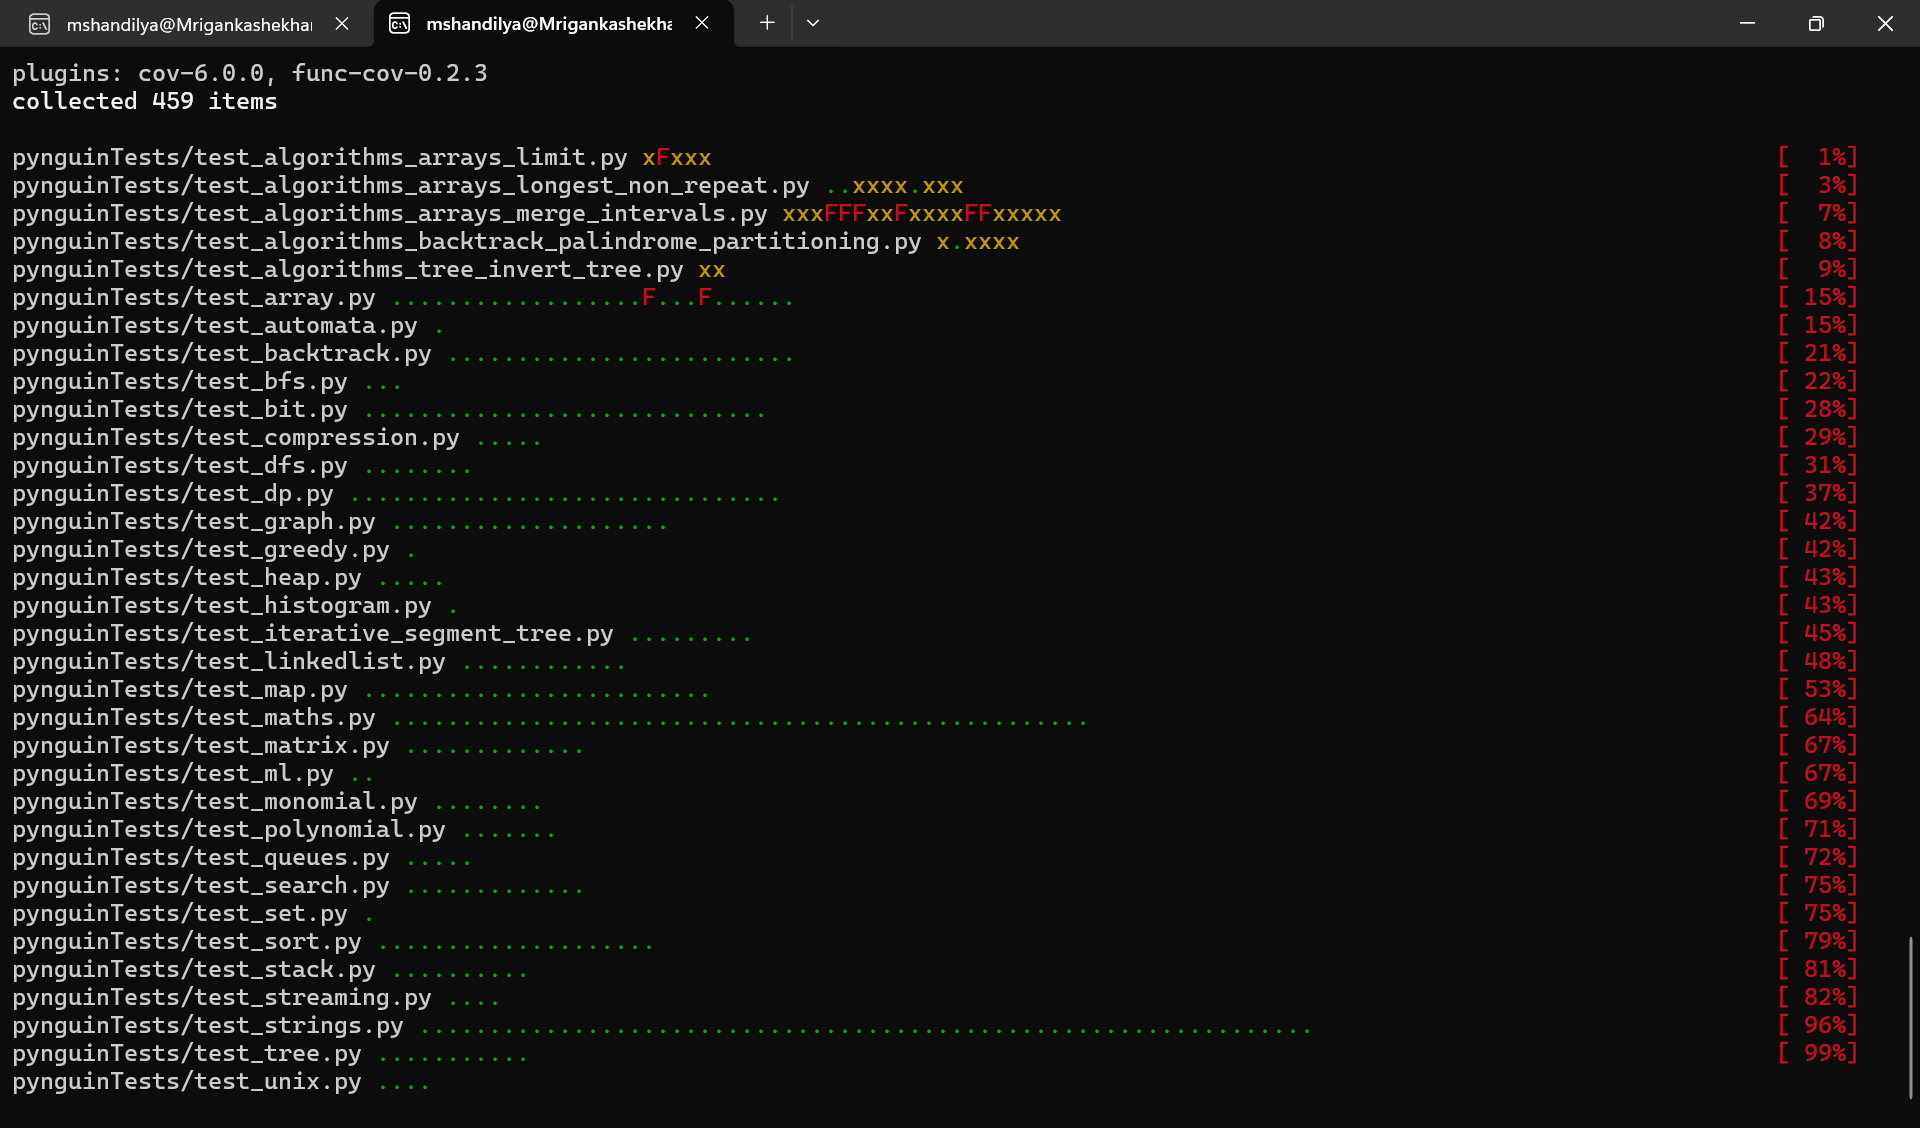 mshandilya@Mrigankashekhar
mshandilya@Mrigankashekha
plugins: cov-6.0.0, func-cov-0.2.3
collected 459 items
pynguinTests/test_algorithms_arrays_limit.py xFxxx [  1%]
pynguinTests/test_algorithms_arrays_longest_non_repeat.py ..xxxx.xxx [  3%]
pynguinTests/test_algorithms_arrays_merge_intervals.py xxxFFFxxFxxxxFFxxxxx [  7%]
pynguinTests/test_algorithms_backtrack_palindrome_partitioning.py x.xxxx [  8%]
pynguinTests/test_algorithms_tree_invert_tree.py xx [  9%]
pynguinTests/test_array.py ..................F...F...... [ 15%]
pynguinTests/test_automata.py . [ 15%]
pynguinTests/test_backtrack.py ......................... [ 21%]
pynguinTests/test_bfs.py ... [ 22%]
pynguinTests/test_bit.py ............................. [ 28%]
pynguinTests/test_compression.py ..... [ 29%]
pynguinTests/test_dfs.py ........ [ 31%]
pynguinTests/test_dp.py ............................... [ 37%]
pynguinTests/test_graph.py .................... [ 42%]
pynguinTests/test_greedy.py . [ 42%]
pynguinTests/test_heap.py ..... [ 43%]
pynguinTests/test_histogram.py . [ 43%]
pynguinTests/test_iterative_segment_tree.py ......... [ 45%]
pynguinTests/test_linkedlist.py ............ [ 48%]
pynguinTests/test_map.py ......................... [ 53%]
pynguinTests/test_maths.py .................................................. [ 64%]
pynguinTests/test_matrix.py ............. [ 67%]
pynguinTests/test_ml.py .. [ 67%]
pynguinTests/test_monomial.py ........ [ 69%]
pynguinTests/test_polynomial.py ....... [ 71%]
pynguinTests/test_queues.py ..... [ 72%]
pynguinTests/test_search.py ............. [ 75%]
pynguinTests/test_set.py . [ 75%]
pynguinTests/test_sort.py .................... [ 79%]
pynguinTests/test_stack.py .......... [ 81%]
pynguinTests/test_streaming.py .... [ 82%]
pynguinTests/test_strings.py ................................................................ [ 96%]
pynguinTests/test_tree.py ........... [ 99%]
pynguinTests/test_unix.py ....